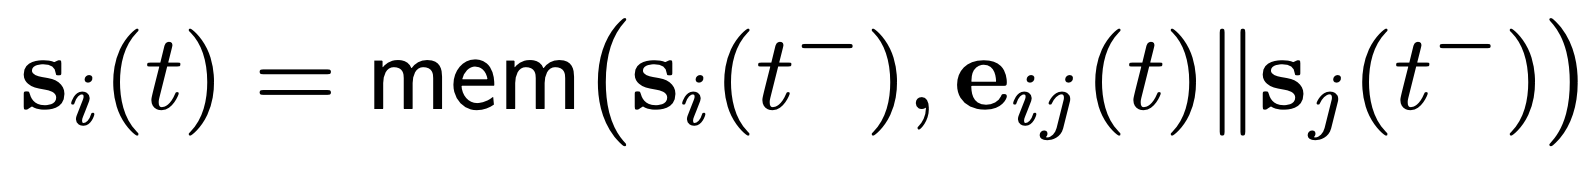 s_i(t) = mem(s_i(t⁻), e_ij(t)‖s_j(t⁻))